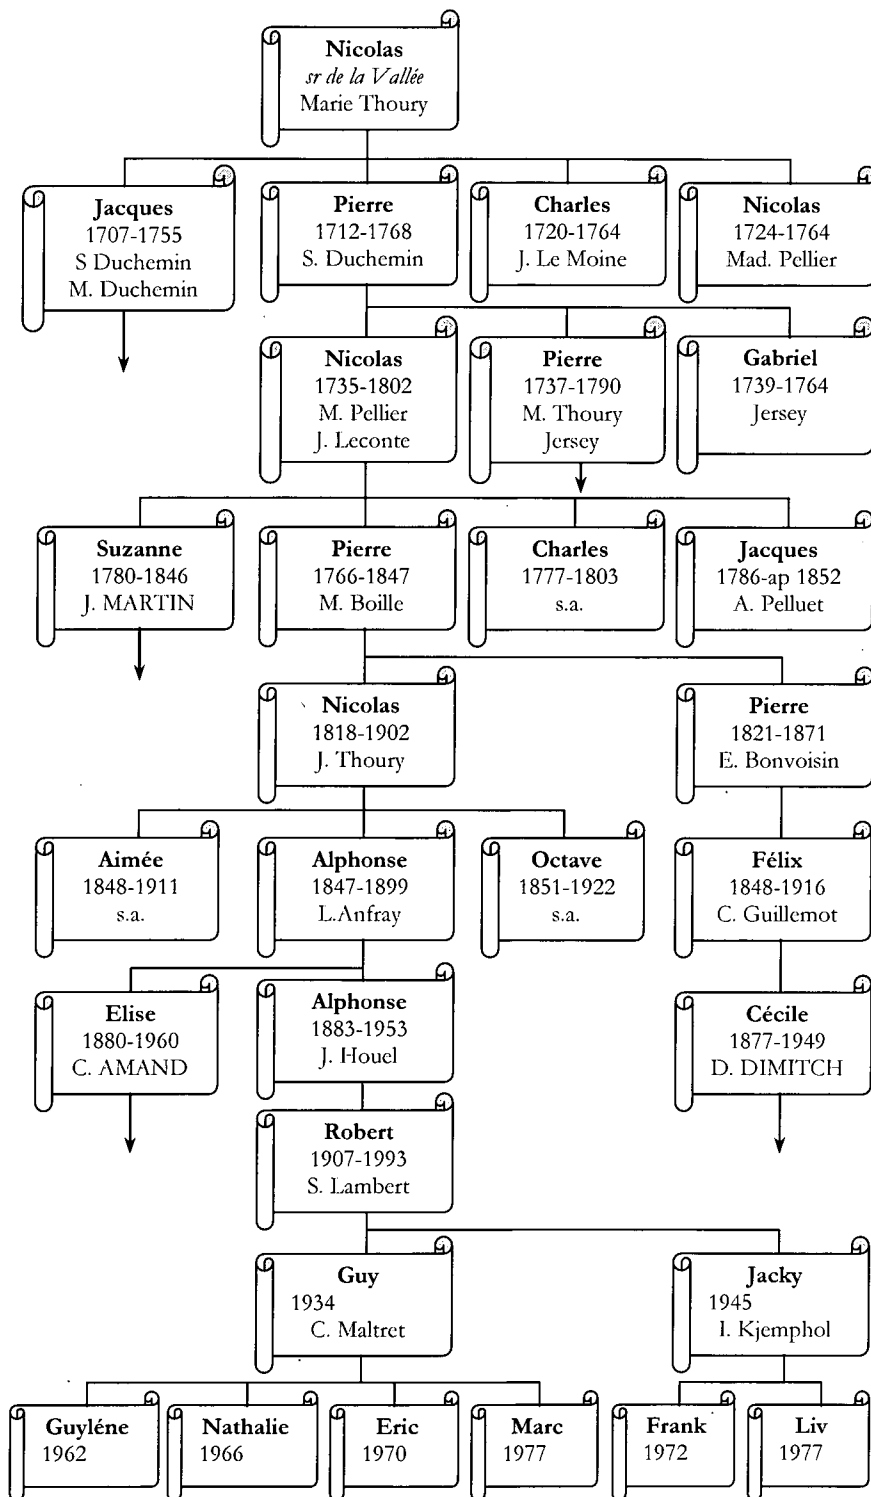 Nicolas
sr de la Vallée
Marie Thoury
Jacques
1707-1755
S Duchemin
M. Duchemin
Pierre
1712-1768
S. Duchemin
Charles
1720-1764
J. Le Moine
Nicolas
1724-1764
Mad. Pellier
Nicolas
1735-1802
M. Pellier
J. Leconte
Pierre
1737-1790
M. Thoury
Jersey
Gabriel
1739-1764
Jersey
Suzanne
1780-1846
J. MARTIN
Pierre
1766-1847
M. Boille
Charles
1777-1803
s.a.
Jacques
1786-ap 1852
A. Pelluet
Nicolas
1818-1902
J. Thoury
Pierre
1821-1871
E. Bonvoisin
Aimée
1848-1911
s.a.
Alphonse
1847-1899
L.Anfray
Octave
1851-1922
s.a.
Félix
1848-1916
C. Guillemot
Elise
1880-1960
C. AMAND
Alphonse
1883-1953
J. Houel
Cécile
1877-1949
D. DIMITCH
Robert
1907-1993
S. Lambert
Guy
1934
C. Maltret
Jacky
1945
I. Kjemphol
Guyléne
1962
Nathalie
1966
Eric
1970
Marc
1977
Frank
1972
Liv
1977